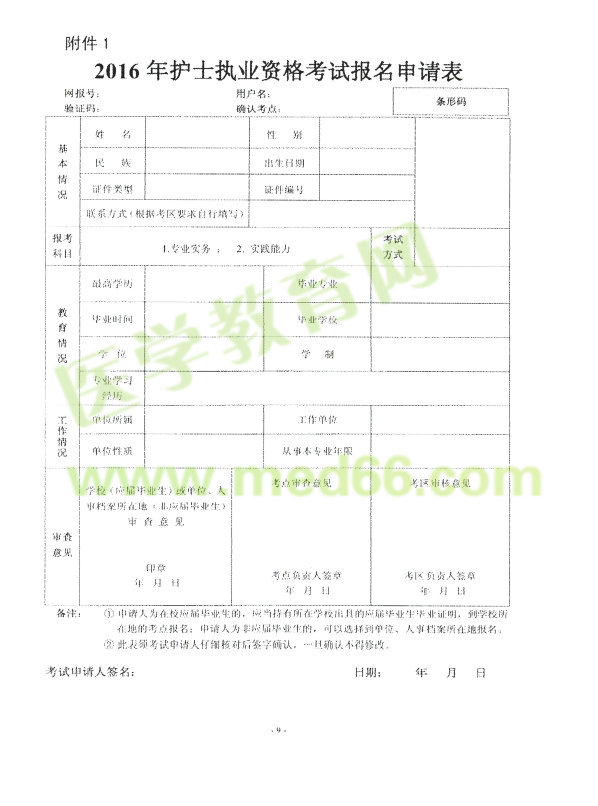 附件 1
2016 年护士执业资格考试报名申请表
网报号： 用户名：
验证码： 确认考点：
条形码
基本情况
姓 名 性 别
民 族 出生日期
证件类型 证件编号
联系方式（根据考区要求自行填写）
报考科目
1.专业实务 ； 2. 实践能力
考试方式
教育情况
最高学历 毕业专业
毕业时间 毕业学校
学 位 学 制
专业学习
经历
工作情况
单位所属 工作单位
单位性质 从事本专业年限
审查意见
学校（应届毕业生）或单位、人
事档案所在地（非应届毕业生）
审 查 意 见
印章
年 月 日
考点审查意见
考点负责人签章
年 月 日
考区审核意见
考区负责人签章
年 月 日
备注： ① 申请人为在校应届毕业生的，应当持有所在学校出具的应届毕业生毕业证明，到学校所
在地的考点报名；申请人为非应届毕业生的，可以选择到单位、人事档案所在地报名。
② 此表须考试申请人仔细核对后签字确认，一旦确认不得修改。
考试申请人签名： 日期： 年 月 日
- 9 -
医学教育网
www.med66.com